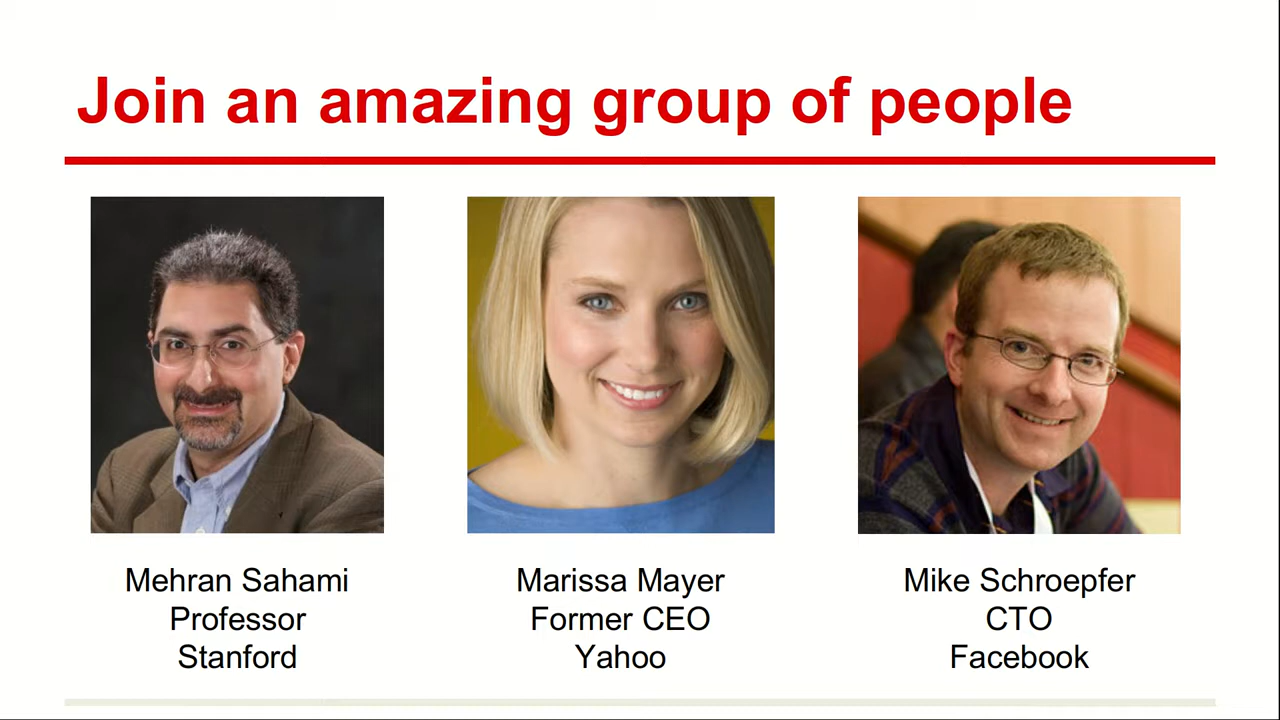 Join an amazing group of people
Mehran Sahami
Professor
Stanford
Marissa Mayer
Former CEO
Yahoo
Mike Schroepfer
CTO
Facebook